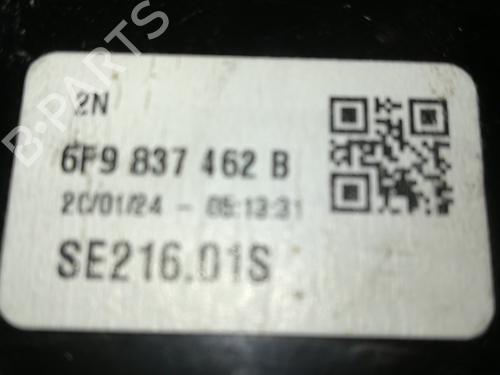 B-PARTS
2N
6F9 837 462 B
20/01/24 - 05:13:31
SE216.01S